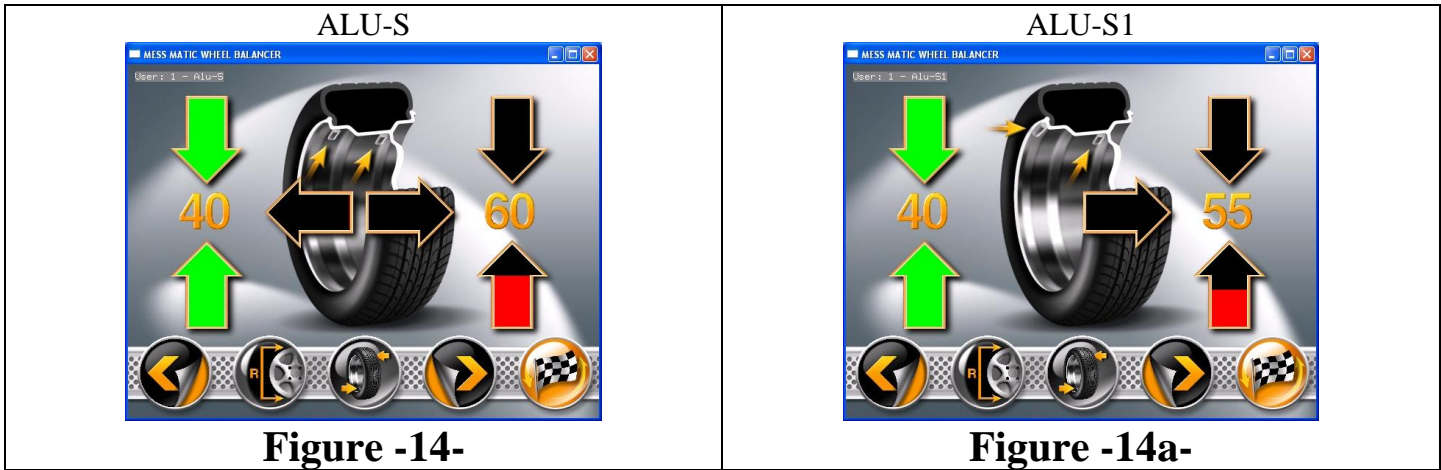 ALU-S
MESS MATIC WHEEL BALANCER
User: 1 - Alu-S
40
60
R
Figure -14-
ALU-S1
MESS MATIC WHEEL BALANCER
User: 1 - Alu-S1
40
55
R
Figure -14a-